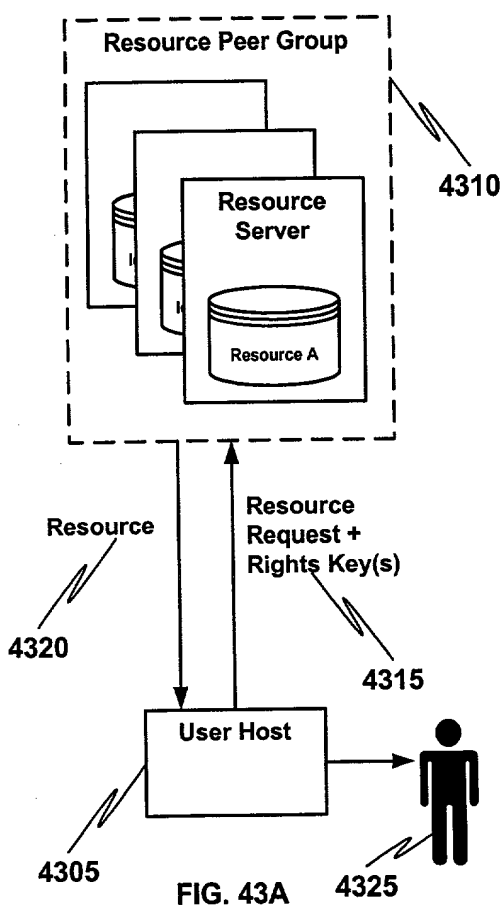 Resource Peer Group
4310
Resource
Server
Resource A
Resource
Resource
Request +
Rights Key(s)
4320
4315
User Host
4305
4325
FIG. 43A